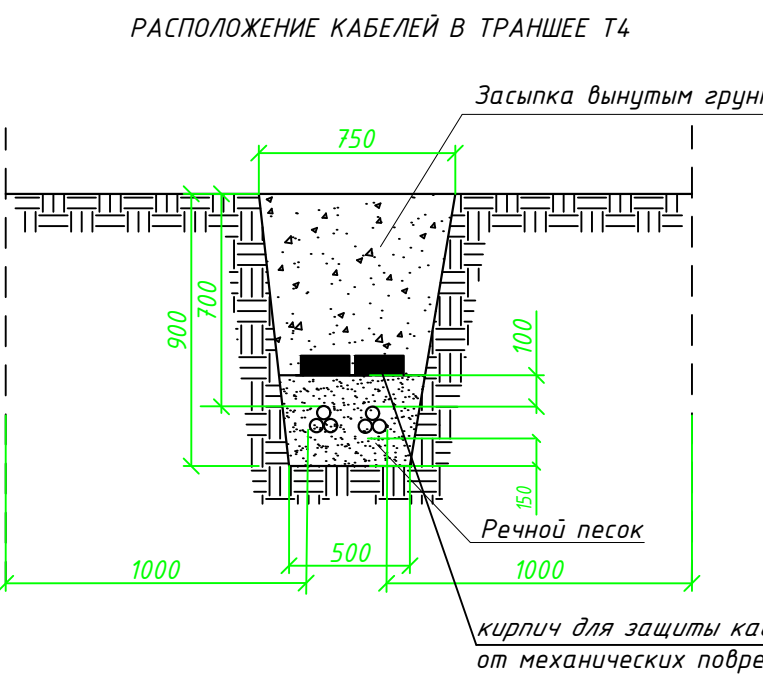 РАСПОЛОЖЕНИЕ КАБЕЛЕЙ В ТРАНШЕЕ Т4
Засыпка вынутым грун
750
900
700
100
150
Речной песок
1000
500
1000
кирпич для защиты ка
от механических повре